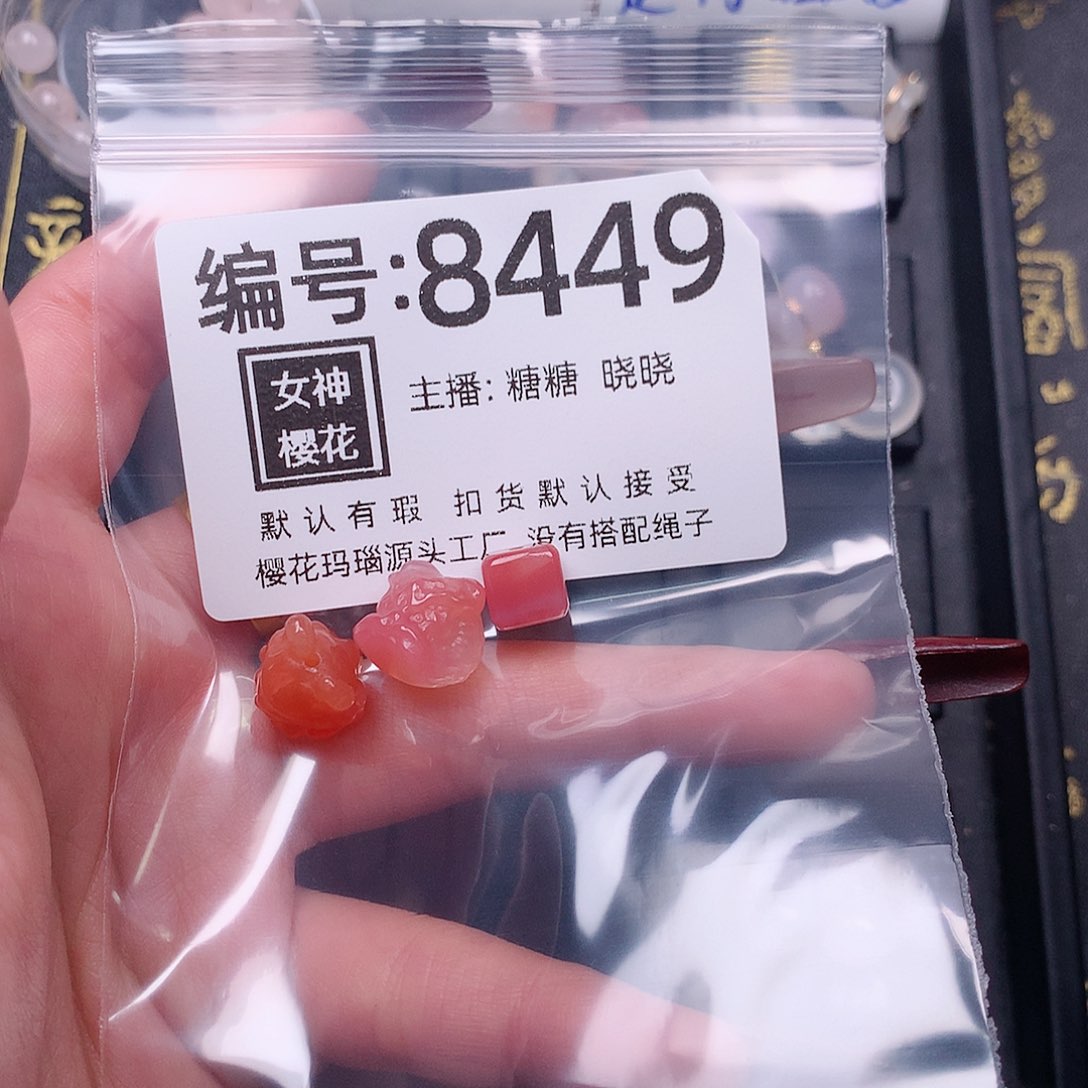 编号:8449
女神
樱花
主播: 糖糖 晓晓
默认有瑕 扣货默认接受
樱花玛瑙源头工厂 没有搭配绳子